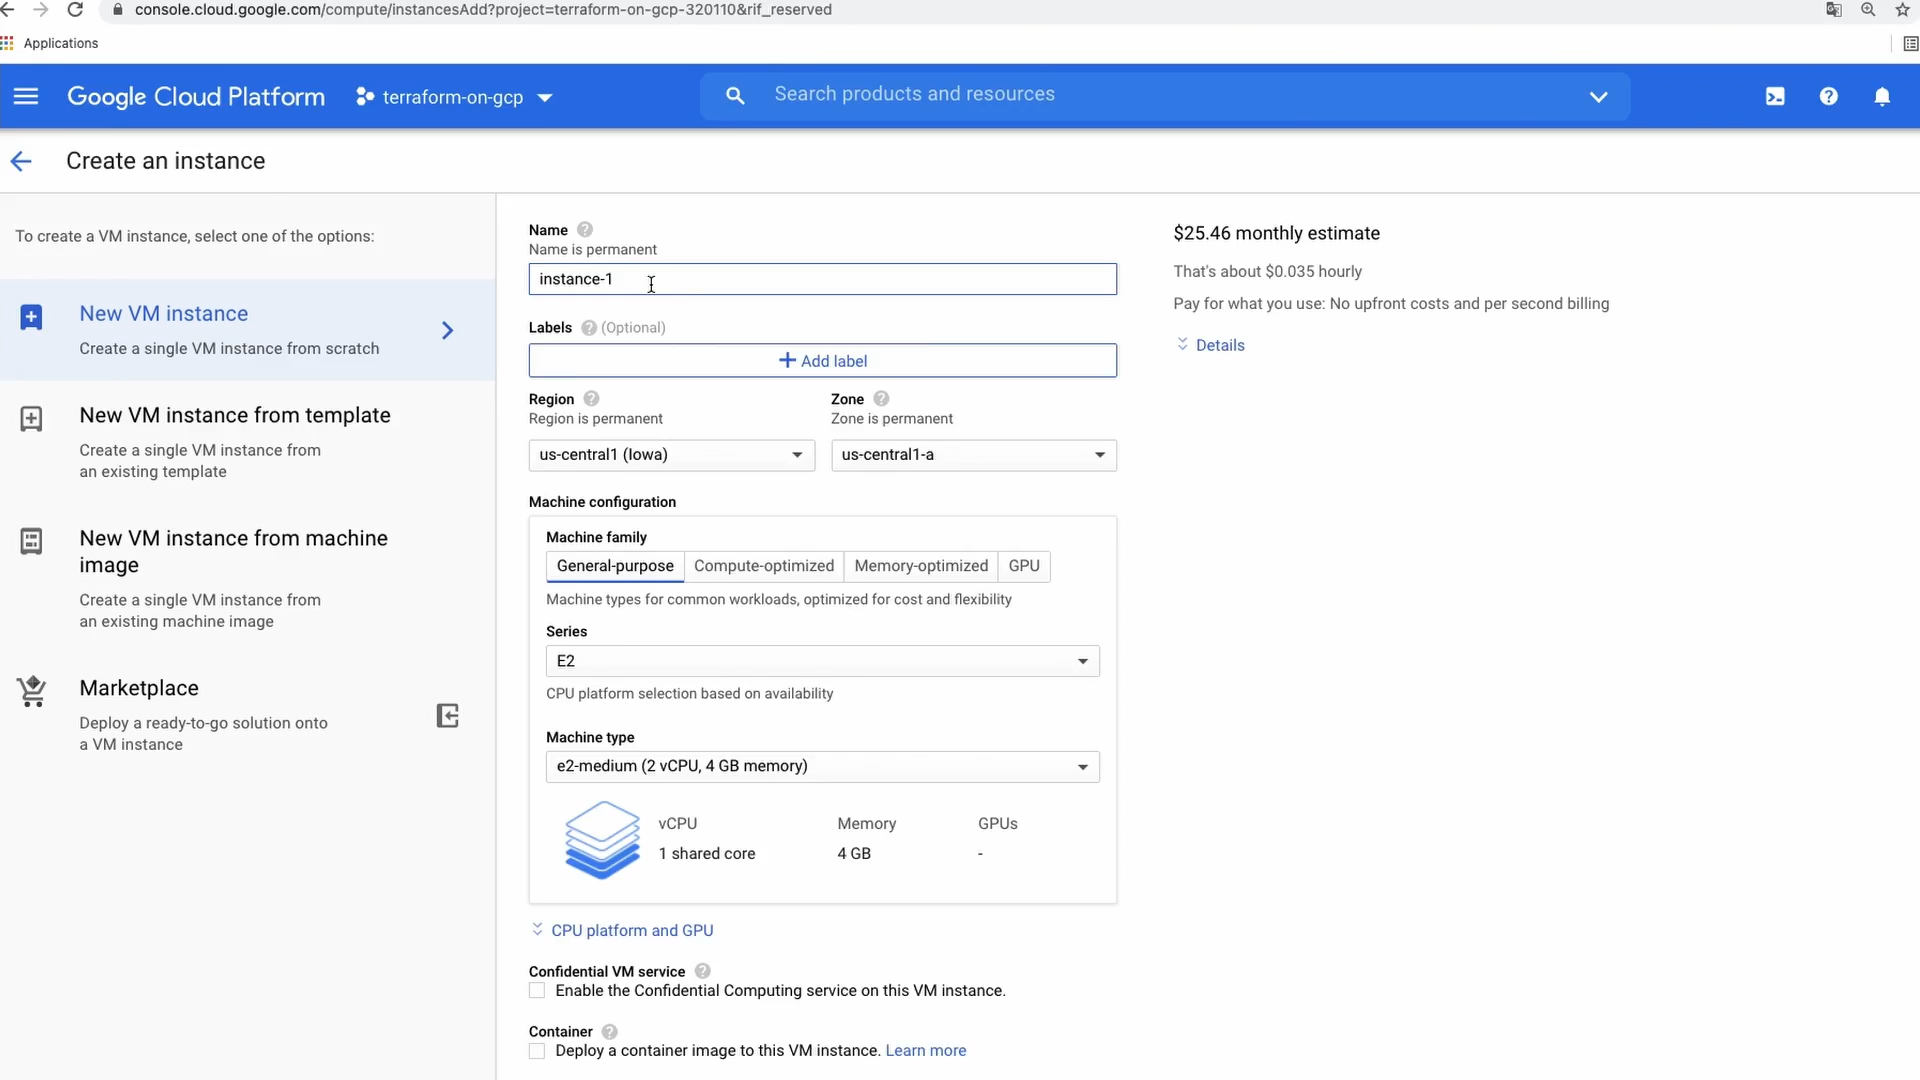 console.cloud.google.com/compute/instancesAdd?project=terraform-on-gcp-320110&rif_reserved
Applications
Google Cloud Platform
terraform-on-gcp
Search products and resources
Create an instance
To create a VM instance, select one of the options:
New VM instance
Create a single VM instance from scratch
New VM instance from template
Create a single VM instance from
an existing template
New VM instance from machine
image
Create a single VM instance from
an existing machine image
Marketplace
Deploy a ready-to-go solution onto
a VM instance
Name
Name is permanent
instance-1
Labels (Optional)
Add label
Region
Region is permanent
us-central1 (Iowa)
Zone
Zone is permanent
us-central1-a
Machine configuration
Machine family
General-purpose Compute-optimized Memory-optimized GPU
Machine types for common workloads, optimized for cost and flexibility
Series
E2
CPU platform selection based on availability
Machine type
e2-medium (2 vCPU, 4 GB memory)
vCPU Memory GPUs
1 shared core 4 GB -
CPU platform and GPU
Confidential VM service
Enable the Confidential Computing service on this VM instance.
Container
Deploy a container image to this VM instance. Learn more
$25.46 monthly estimate
That's about $0.035 hourly
Pay for what you use: No upfront costs and per second billing
Details